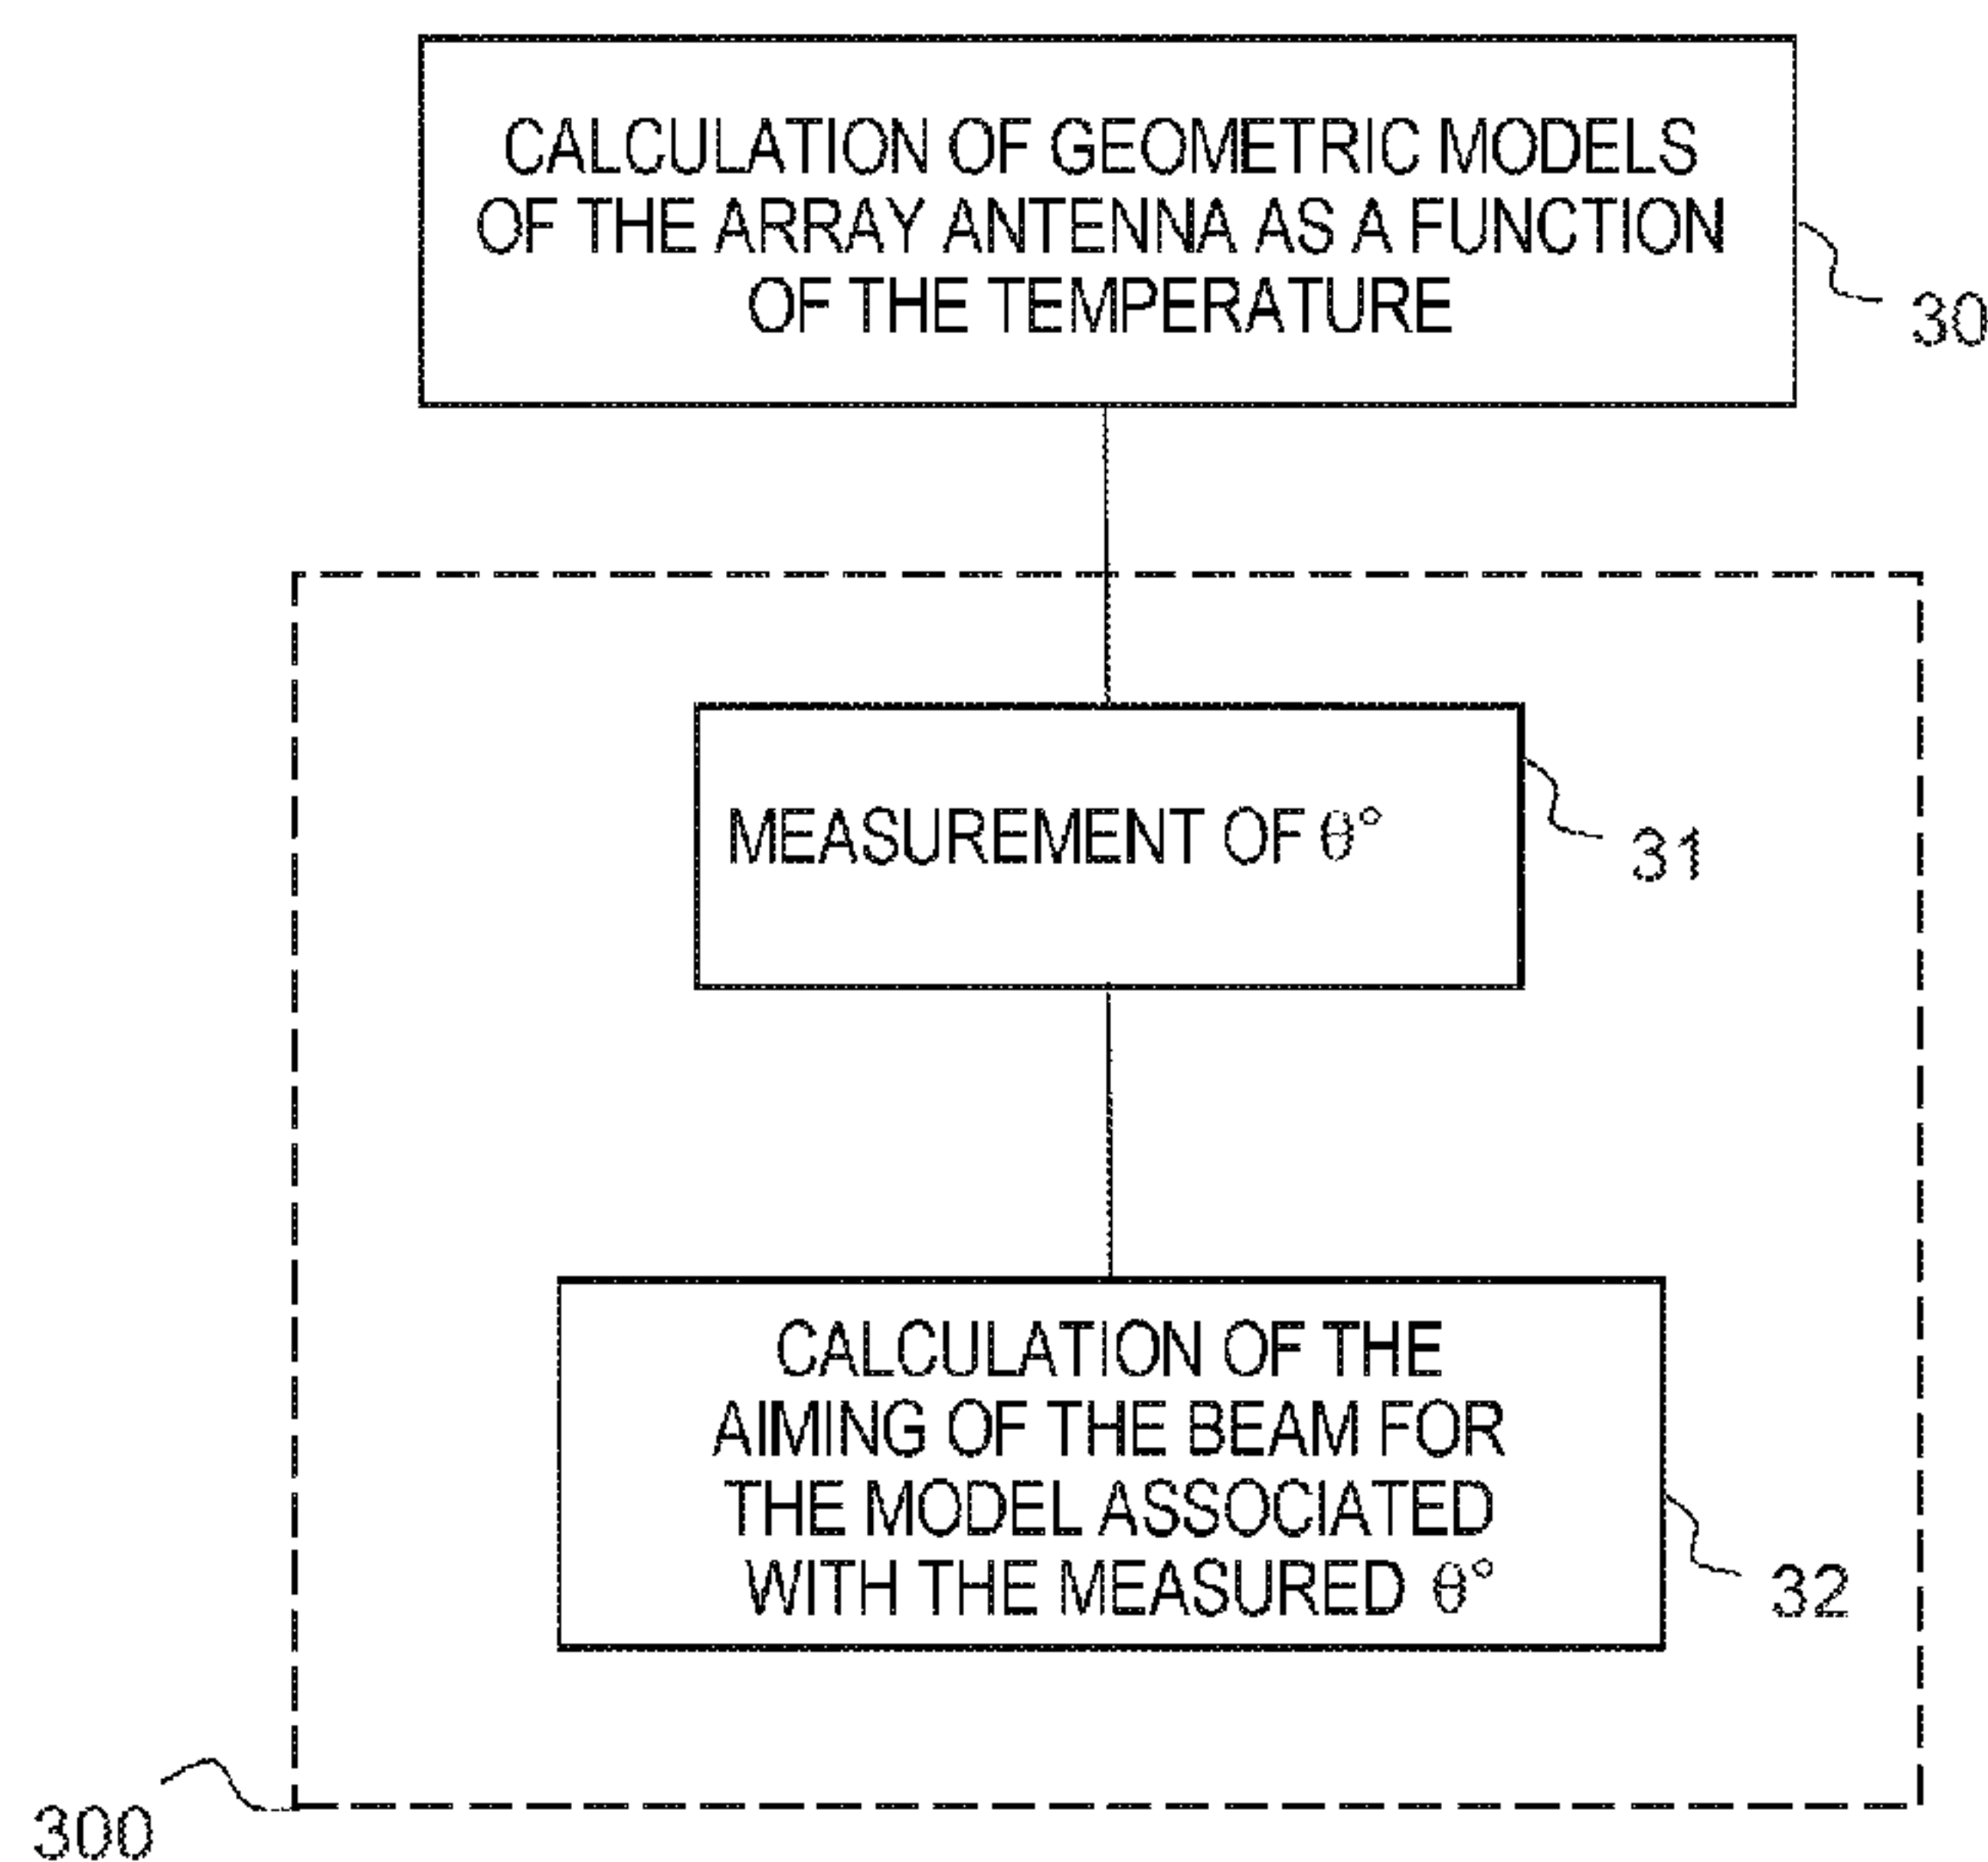 CALCULATION OF GEOMETRIC MODELS
OF THE ARRAY ANTENNA AS A FUNCTION
OF THE TEMPERATURE
30
MEASUREMENT OF θ°
31
CALCULATION OF THE
AIMING OF THE BEAM FOR
THE MODEL ASSOCIATED
WITH THE MEASURED θ°
32
300